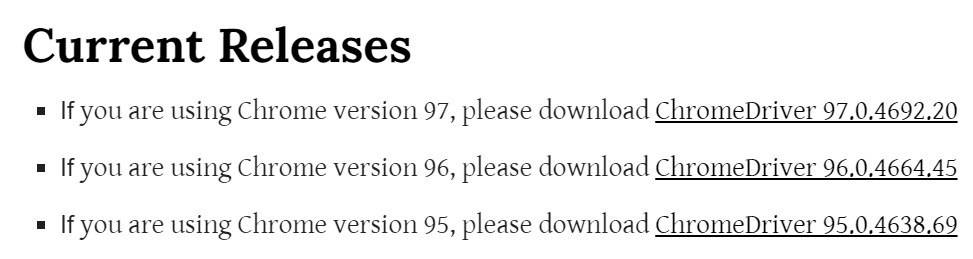 Current Releases
If you are using Chrome version 97, please download ChromeDriver 97.0.4692.20
If you are using Chrome version 96, please download ChromeDriver 96.0.4664.45
If you are using Chrome version 95, please download ChromeDriver 95.0.4638.69